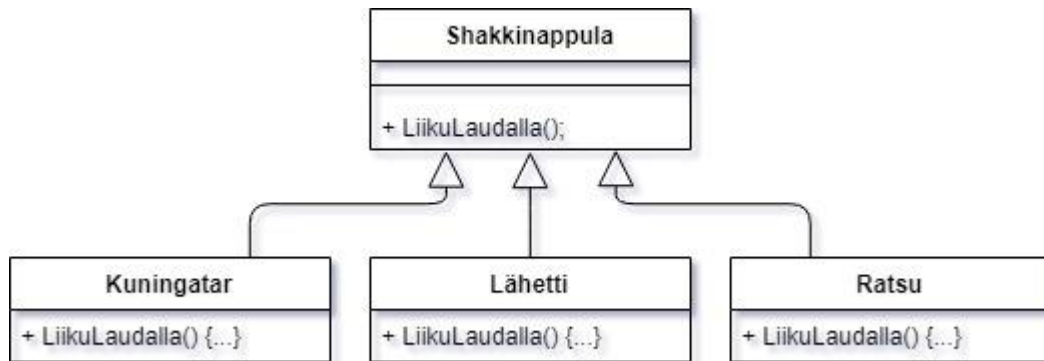 Shakkinappula
+ LiikuLaudalla();
Kuningatar
+ LiikuLaudalla() {...}
Lähetti
+ LiikuLaudalla() {...}
Ratsu
+ LiikuLaudalla() {...}